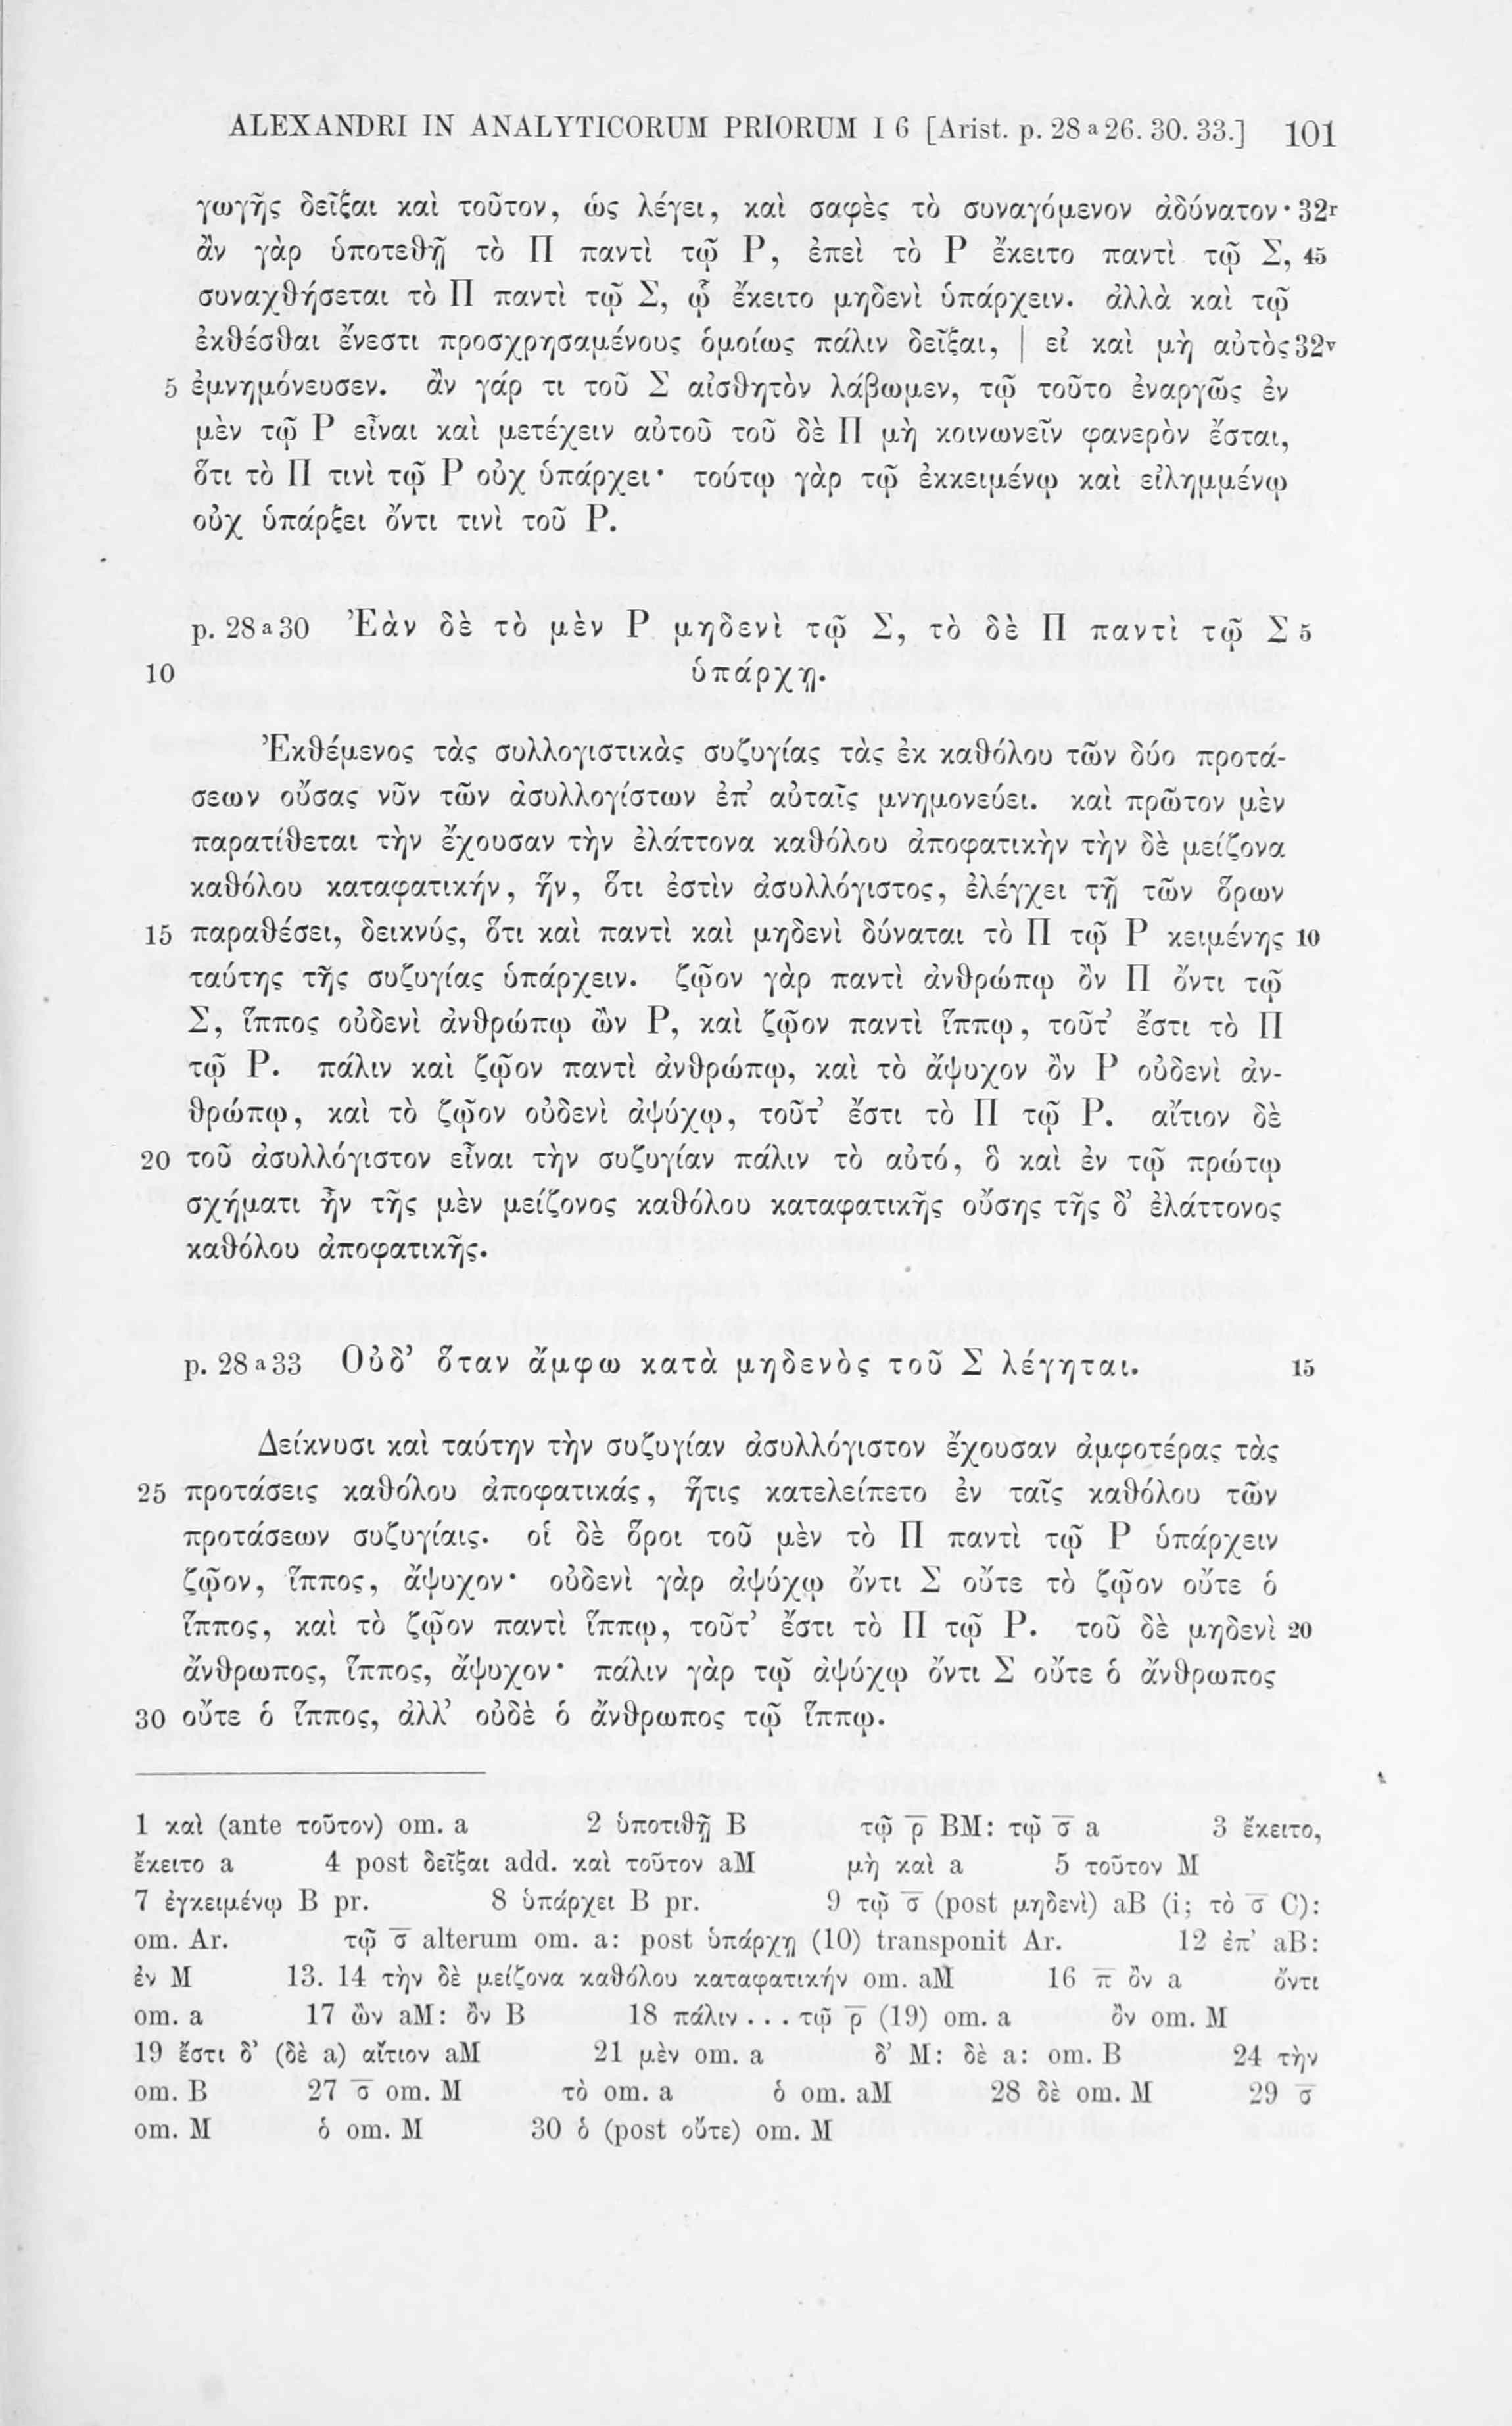 ALEXANDRI IN ANALYTICORUM PRIORUM I 6 [Arist. p. 28 a 26. 30. 33.] 101
γωγῆς δεῖξαι καὶ τοῦτον, ὡς λέγει, καὶ σαφὲς τὸ συναγόμενον ἀδύνατον· 32r
ἂν γὰρ ὑποτεθῇ τὸ Π παντὶ τῷ Ρ, ἐπεὶ τὸ Ρ ἔκειτο παντὶ τῷ Σ, 45
συναχθήσεται τὸ Π παντὶ τῷ Σ, ᾧ ἔκειτο μηδενὶ ὑπάρχειν. ἀλλὰ καὶ τῷ
ἐκθέσθαι ἔνεστι προσχρησαμένους ὁμοίως πάλιν δεῖξαι, | εἰ καὶ μὴ αὐτὸς 32v
5 ἐμνημόνευσεν. ἂν γάρ τι τοῦ Σ αἰσθητὸν λάβωμεν, τῷ τοῦτο ἐναργῶς ἐν
μὲν τῷ Ρ εἶναι καὶ μετέχειν αὐτοῦ τοῦ δὲ Π μὴ κοινωνεῖν φανερὸν ἔσται,
ὅτι τὸ Π τινὶ τῷ Ρ οὐχ ὑπάρχει· τούτῳ γὰρ τῷ ἐκκειμένῳ καὶ εἰλημμένῳ
οὐχ ὑπάρξει ὄντι τινὶ τοῦ Ρ.
p. 28 a 30 Ἐὰν δὲ τὸ μὲν Ρ μηδενὶ τῷ Σ, τὸ δὲ Π παντὶ τῷ Σ 5
10 ὑπάρχῃ.
Ἐκθέμενος τὰς συλλογιστικὰς συζυγίας τὰς ἐκ καθόλου τῶν δύο προτά-
σεων οὔσας νῦν τῶν ἀσυλλογίστων ἐπ’ αὐταῖς μνημονεύει. καὶ πρῶτον μὲν
παρατίθεται τὴν ἔχουσαν τὴν ἐλάττονα καθόλου ἀποφατικὴν τὴν δὲ μείζονα
καθόλου καταφατικήν, ἥν, ὅτι ἐστὶν ἀσυλλόγιστος, ἐλέγχει τῇ τῶν ὅρων
15 παραθέσει, δεικνύς, ὅτι καὶ παντὶ καὶ μηδενὶ δύναται τὸ Π τῷ Ρ κειμένης 10
ταύτης τῆς συζυγίας ὑπάρχειν. ζῷον γὰρ παντὶ ἀνθρώπῳ ὂν Π ὄντι τῷ
Σ, ἵππος οὐδενὶ ἀνθρώπῳ ὢν Ρ, καὶ ζῷον παντὶ ἵππῳ, τοῦτ’ ἔστι τὸ Π
τῷ Ρ. πάλιν καὶ ζῷον παντὶ ἀνθρώπῳ, καὶ τὸ ἄψυχον ὂν Ρ οὐδενὶ ἀν-
θρώπῳ, καὶ τὸ ζῷον οὐδενὶ ἀψύχῳ, τοῦτ’ ἔστι τὸ Π τῷ Ρ. αἴτιον δὲ
20 τοῦ ἀσυλλόγιστον εἶναι τὴν συζυγίαν πάλιν τὸ αὐτό, ὃ καὶ ἐν τῷ πρώτῳ
σχήματι ἦν τῆς μὲν μείζονος καθόλου καταφατικῆς οὔσης τῆς δ’ ἐλάττονος
καθόλου ἀποφατικῆς.
p. 28 a 33 Οὐδ’ ὅταν ἄμφω κατὰ μηδενὸς τοῦ Σ λέγηται. 15
Δείκνυσι καὶ ταύτην τὴν συζυγίαν ἀσυλλόγιστον ἔχουσαν ἀμφοτέρας τὰς
25 προτάσεις καθόλου ἀποφατικάς, ἥτις κατελείπετο ἐν ταῖς καθόλου τῶν
προτάσεων συζυγίαις. οἱ δὲ ὅροι τοῦ μὲν τὸ Π παντὶ τῷ Ρ ὑπάρχειν
ζῷον, ἵππος, ἄψυχον· οὐδενὶ γὰρ ἀψύχῳ ὄντι Σ οὔτε τὸ ζῷον οὔτε ὁ
ἵππος, καὶ τὸ ζῷον παντὶ ἵππῳ, τοῦτ’ ἔστι τὸ Π τῷ Ρ. τοῦ δὲ μηδενὶ 20
ἄνθρωπος, ἵππος, ἄψυχον· πάλιν γὰρ τῷ ἀψύχῳ ὄντι Σ οὔτε ὁ ἄνθρωπος
30 οὔτε ὁ ἵππος, ἀλλ’ οὐδὲ ὁ ἄνθρωπος τῷ ἵππῳ.
1 καὶ (ante τοῦτον) om. a 2 ὑποτιθῇ B τῷ ρ̅ BM: τῷ σ̅ a 3 ἔκειτο,
ἔκειτο a 4 post δεῖξαι add. καὶ τοῦτον aM μὴ καὶ a 5 τοῦτον M
7 ἐγκειμένῳ B pr. 8 ὑπάρχει B pr. 9 τῷ σ̅ (post μηδενὶ) aB (i; τὸ σ̅ C):
om. Ar. τῷ σ̅ alterum om. a: post ὑπάρχῃ (10) transponit Ar. 12 ἐπ’ aB:
ἐν M 13. 14 τὴν δὲ μείζονα καθόλου καταφατικήν om. aM 16 π̅ ὂν a ὄντι
om. a 17 ὢν aM: ὂν B 18 πάλιν . . . τῷ ρ̅ (19) om. a ὂν om. M
19 ἔστι δ’ (δὲ a) αἴτιον aM 21 μὲν om. a δ’ M: δὲ a: om. B 24 τὴν
om. B 27 σ̅ om. M τὸ om. a ὁ om. aM 28 δὲ om. M 29 σ̅
om. M ὁ om. M 30 ὁ (post οὔτε) om. M